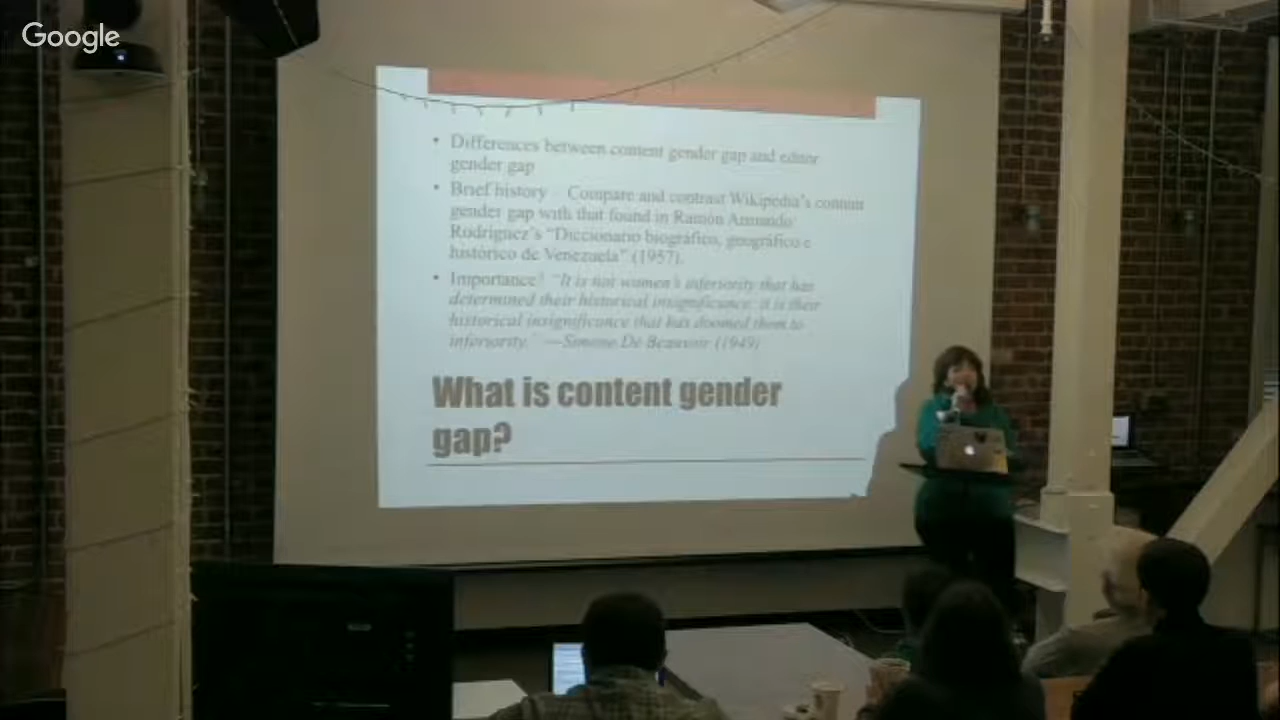 Google
• Differences between content gender gap and editor
gender gap
• Brief history Compare and contrast Wikipedia's content
gender gap with that found in Ramón Armando
Rodríguez's "Diccionario biográfico, geográfico e
histórico de Venezuela" (1957).
• Importance? "It is not women's inferiority that has
determined their historical insignificance: it is their
historical insignificance that has doomed them to
inferiority." —Simone De Beauvoir (1949)
What is content gender
gap?